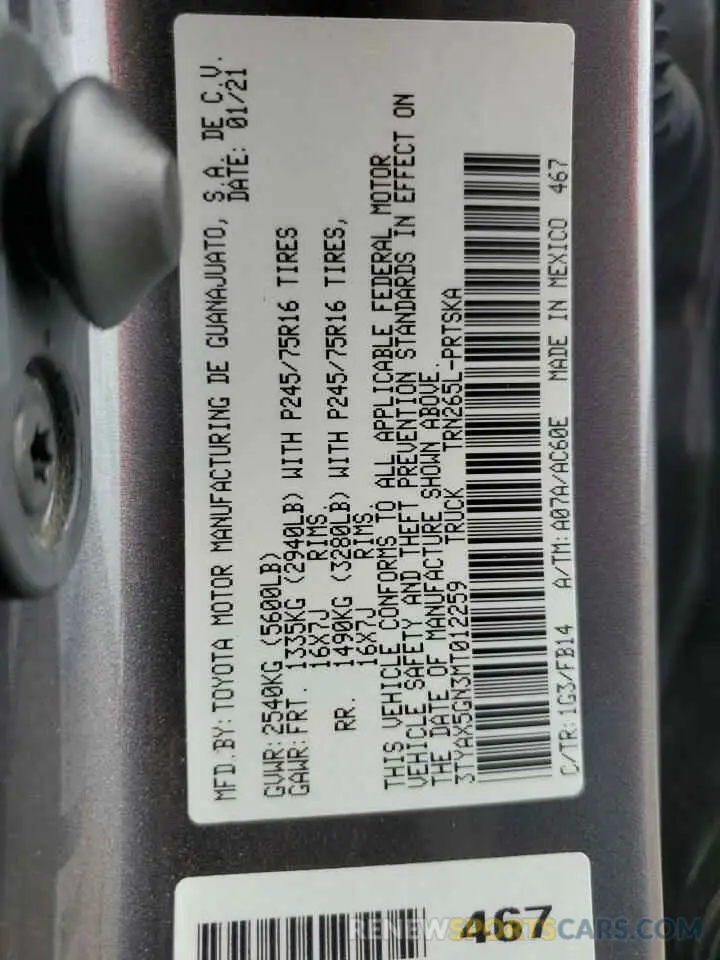 MFD.BY:TOYOTA MOTOR MANUFACTURING DE GUANAJUATO, S.A. DE C.V.
DATE: 01/21
GVWR:2540KG (5600LB)
GAWR:FRT. 1335KG (2940LB) WITH P245/75R16 TIRES
16X7J RIMS
RR. 1490KG (3280LB) WITH P245/75R16 TIRES,
16X7J RIMS
THIS VEHICLE CONFORMS TO ALL APPLICABLE FEDERAL MOTOR
VEHICLE SAFETY AND THEFT PREVENTION STANDARDS IN EFFECT ON
THE DATE OF MANUFACTURE SHOWN ABOVE.
3TYAX5GN3MT012259 TRUCK TRN265L-PRTSKA
C/TR:1G3/FB14 A/TM:A07A/AC60E MADE IN MEXICO 467
467
RENEWSPORTSCARS.COM